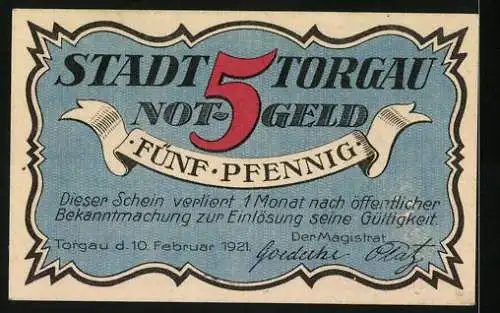 STADT 5 TORGAU
NOT-GELD
· FÜNF · PFENNIG ·
Dieser Schein verliert 1 Monat nach öffentlicher
Bekanntmachung zur Einlösung seine Gültigkeit.
Der Magistrat
Torgau d. 10. Februar 1921.